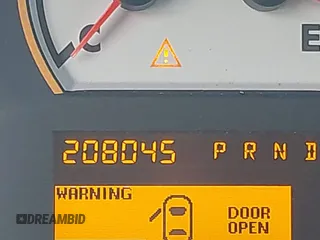 C E
208045 P R N D
WARNING
DOOR
OPEN
DREAMBID